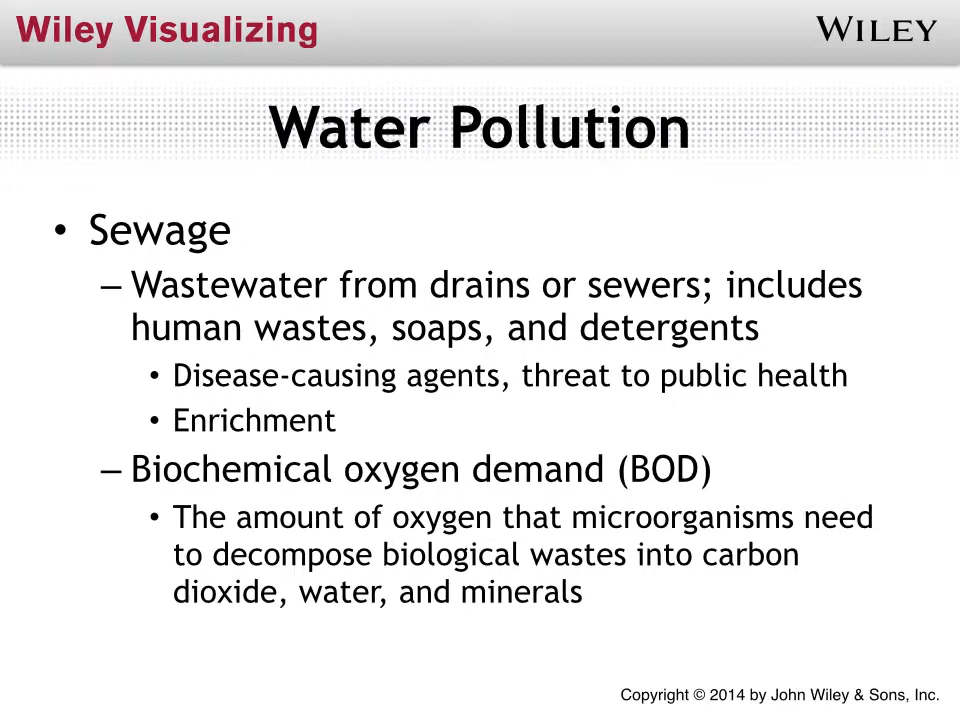 Wiley Visualizing
WILEY
Water Pollution
• Sewage
– Wastewater from drains or sewers; includes
human wastes, soaps, and detergents
• Disease-causing agents, threat to public health
• Enrichment
– Biochemical oxygen demand (BOD)
• The amount of oxygen that microorganisms need
to decompose biological wastes into carbon
dioxide, water, and minerals
Copyright © 2014 by John Wiley & Sons, Inc.